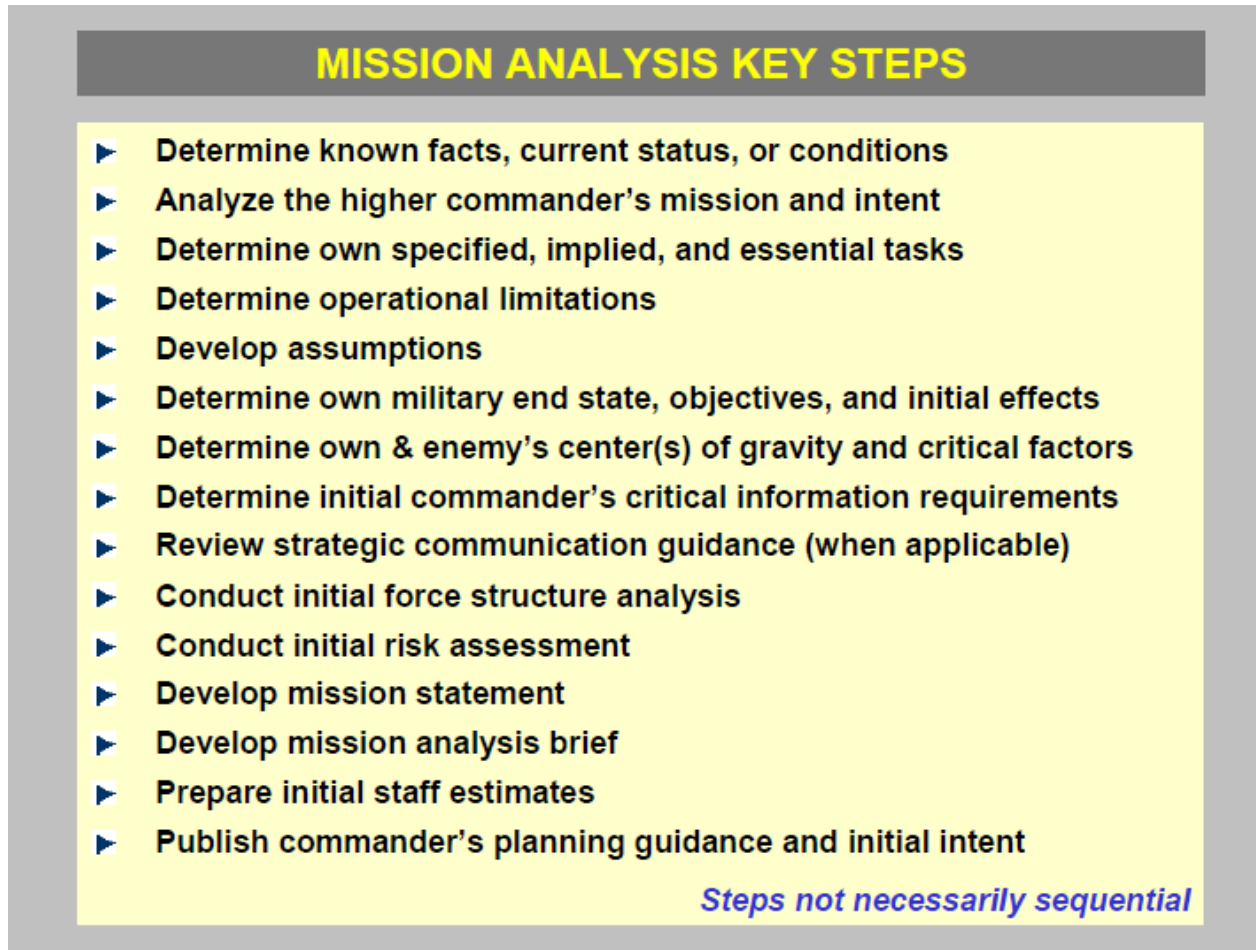 MISSION ANALYSIS KEY STEPS
Determine known facts, current status, or conditions
Analyze the higher commander’s mission and intent
Determine own specified, implied, and essential tasks
Determine operational limitations
Develop assumptions
Determine own military end state, objectives, and initial effects
Determine own & enemy’s center(s) of gravity and critical factors
Determine initial commander’s critical information requirements
Review strategic communication guidance (when applicable)
Conduct initial force structure analysis
Conduct initial risk assessment
Develop mission statement
Develop mission analysis brief
Prepare initial staff estimates
Publish commander’s planning guidance and initial intent
Steps not necessarily sequential